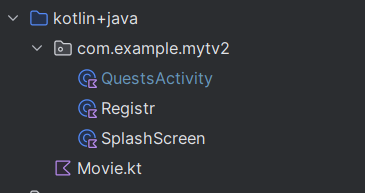 kotlin+java
com.example.mytv2
QuestsActivity
Registr
SplashScreen
Movie.kt